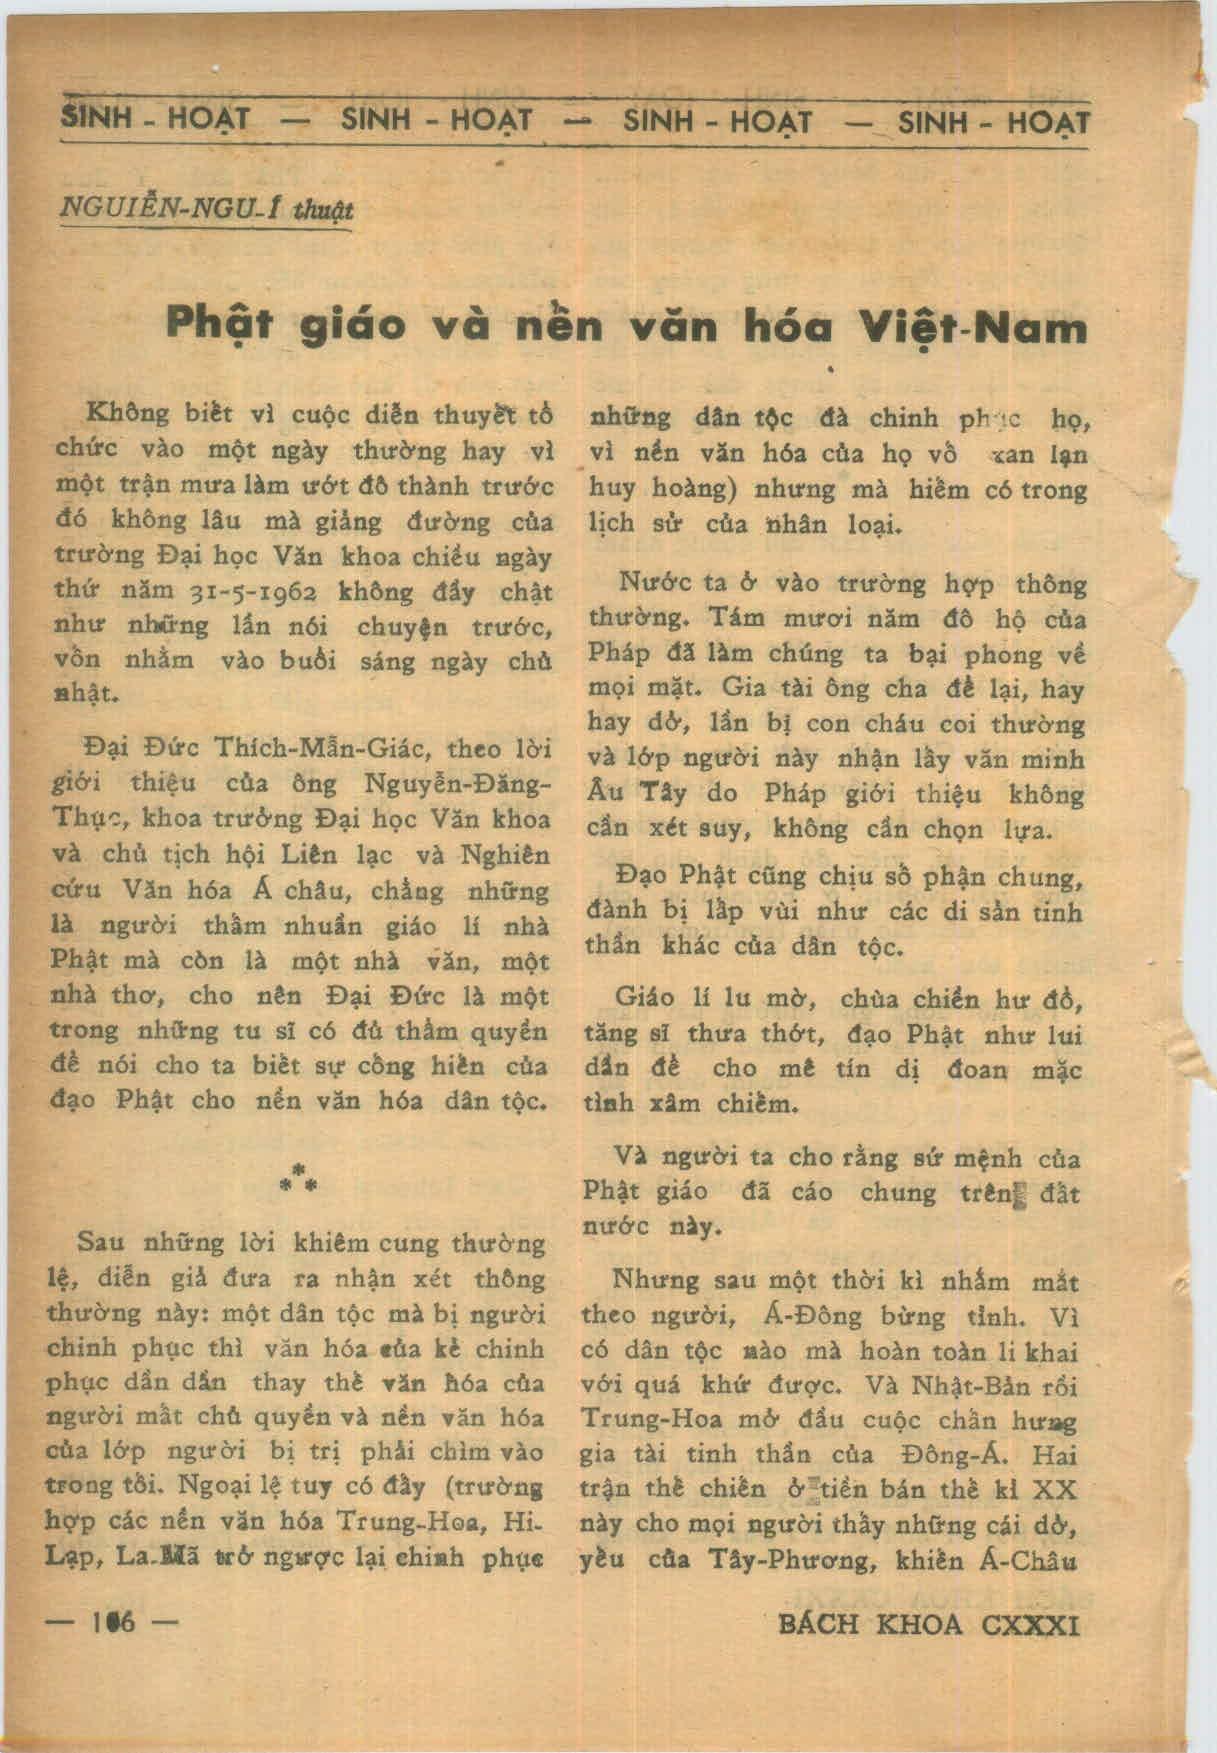 SINH - HOẠT — SINH - HOẠT — SINH - HOẠT — SINH - HOẠT
NGUIỄN-NGU-Í thuật
Phật giáo và nền văn hóa Việt-Nam
Không biết vì cuộc diễn thuyết tổ
chức vào một ngày thường hay vì
một trận mưa làm ướt đô thành trước
đó không lâu mà giảng đường của
trường Đại học Văn khoa chiều ngày
thứ năm 31-5-1962 không đầy chật
như những lần nói chuyện trước,
vốn nhằm vào buổi sáng ngày chủ
nhật.
Đại Đức Thích-Mẫn-Giác, theo lời
giới thiệu của ông Nguyễn-Đăng-
Thục, khoa trưởng Đại học Văn khoa
và chủ tịch hội Liên lạc và Nghiên
cứu Văn hóa Á châu, chẳng những
là người thấm nhuần giáo lí nhà
Phật mà còn là một nhà văn, một
nhà thơ, cho nên Đại Đức là một
trong những tu sĩ có đủ thẩm quyền
để nói cho ta biết sự cống hiến của
đạo Phật cho nền văn hóa dân tộc.
* * *
Sau những lời khiêm cung thường
lệ, diễn giả đưa ra nhận xét thông
thường này: một dân tộc mà bị người
chinh phục thì văn hóa của kẻ chinh
phục dần dần thay thế văn hóa của
người mất chủ quyền và nền văn hóa
của lớp người bị trị phải chìm vào
trong tối. Ngoại lệ tuy có đấy (trường
hợp các nền văn hóa Trung-Hoa, Hi-
Lạp, La-Mã trở ngược lại chinh phục
những dân tộc đà chinh phục họ,
vì nền văn hóa của họ vồ xan lạn
huy hoàng) nhưng mà hiếm có trong
lịch sử của nhân loại.
Nước ta ở vào trường hợp thông
thường. Tám mươi năm đô hộ của
Pháp đã làm chúng ta bại phong về
mọi mặt. Gia tài ông cha để lại, hay
hay dở, lần bị con cháu coi thường
và lớp người này nhận lấy văn minh
Âu Tây do Pháp giới thiệu không
cần xét suy, không cần chọn lựa.
Đạo Phật cũng chịu số phận chung,
đành bị lấp vùi như các di sản tinh
thần khác của dân tộc.
Giáo lí lu mờ, chùa chiền hư đổ,
tăng sĩ thưa thớt, đạo Phật như lui
dần để cho mê tín dị đoan mặc
tình xâm chiếm.
Và người ta cho rằng sứ mệnh của
Phật giáo đã cáo chung trên đất
nước này.
Nhưng sau một thời kì nhắm mắt
theo người, Á-Đông bừng tỉnh. Vì
có dân tộc nào mà hoàn toàn li khai
với quá khứ được. Và Nhật-Bản rồi
Trung-Hoa mở đầu cuộc chấn hưng
gia tài tinh thần của Đông-Á. Hai
trận thế chiến ở tiền bán thế kỉ XX
này cho mọi người thấy những cái dở,
yếu của Tây-Phương, khiến Á-Châu
— 106 —
BÁCH KHOA CXXXI